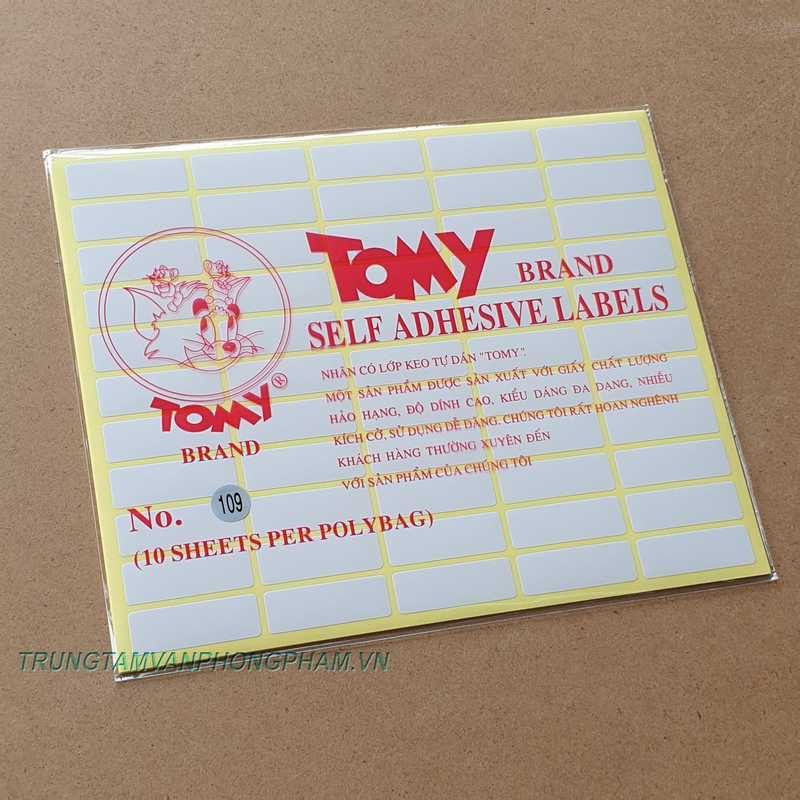 TOMY BRAND
SELF ADHESIVE LABELS
NHÃN CÓ LỚP KEO TỰ DÁN "TOMY".
MỘT SẢN PHẨM ĐƯỢC SẢN XUẤT VỚI GIẤY CHẤT LƯỢNG
HẢO HẠNG, ĐỘ DÍNH CAO, KIỂU DÁNG ĐA DẠNG, NHIỀU
KÍCH CỠ, SỬ DỤNG DỄ DÀNG. CHÚNG TÔI RẤT HOAN NGHÊNH
KHÁCH HÀNG THƯỜNG XUYÊN ĐẾN
VỚI SẢN PHẨM CỦA CHÚNG TÔI
TOMY®
BRAND
No. 109
(10 SHEETS PER POLYBAG)
TRUNGTAMVANPHONGPHAM.VN